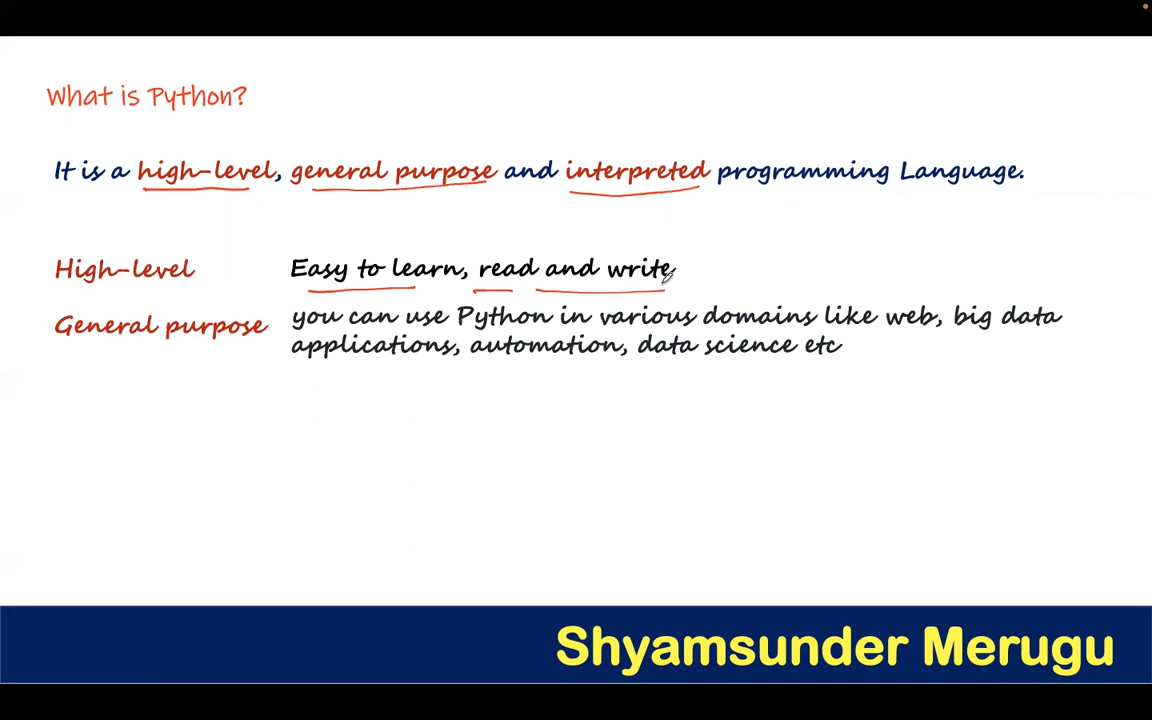 What is Python?
It is a high-level, general purpose and interpreted programming Language.
High-level Easy to learn, read and write
General purpose you can use Python in various domains like web, big data
applications, automation, data science etc
Shyamsunder Merugu